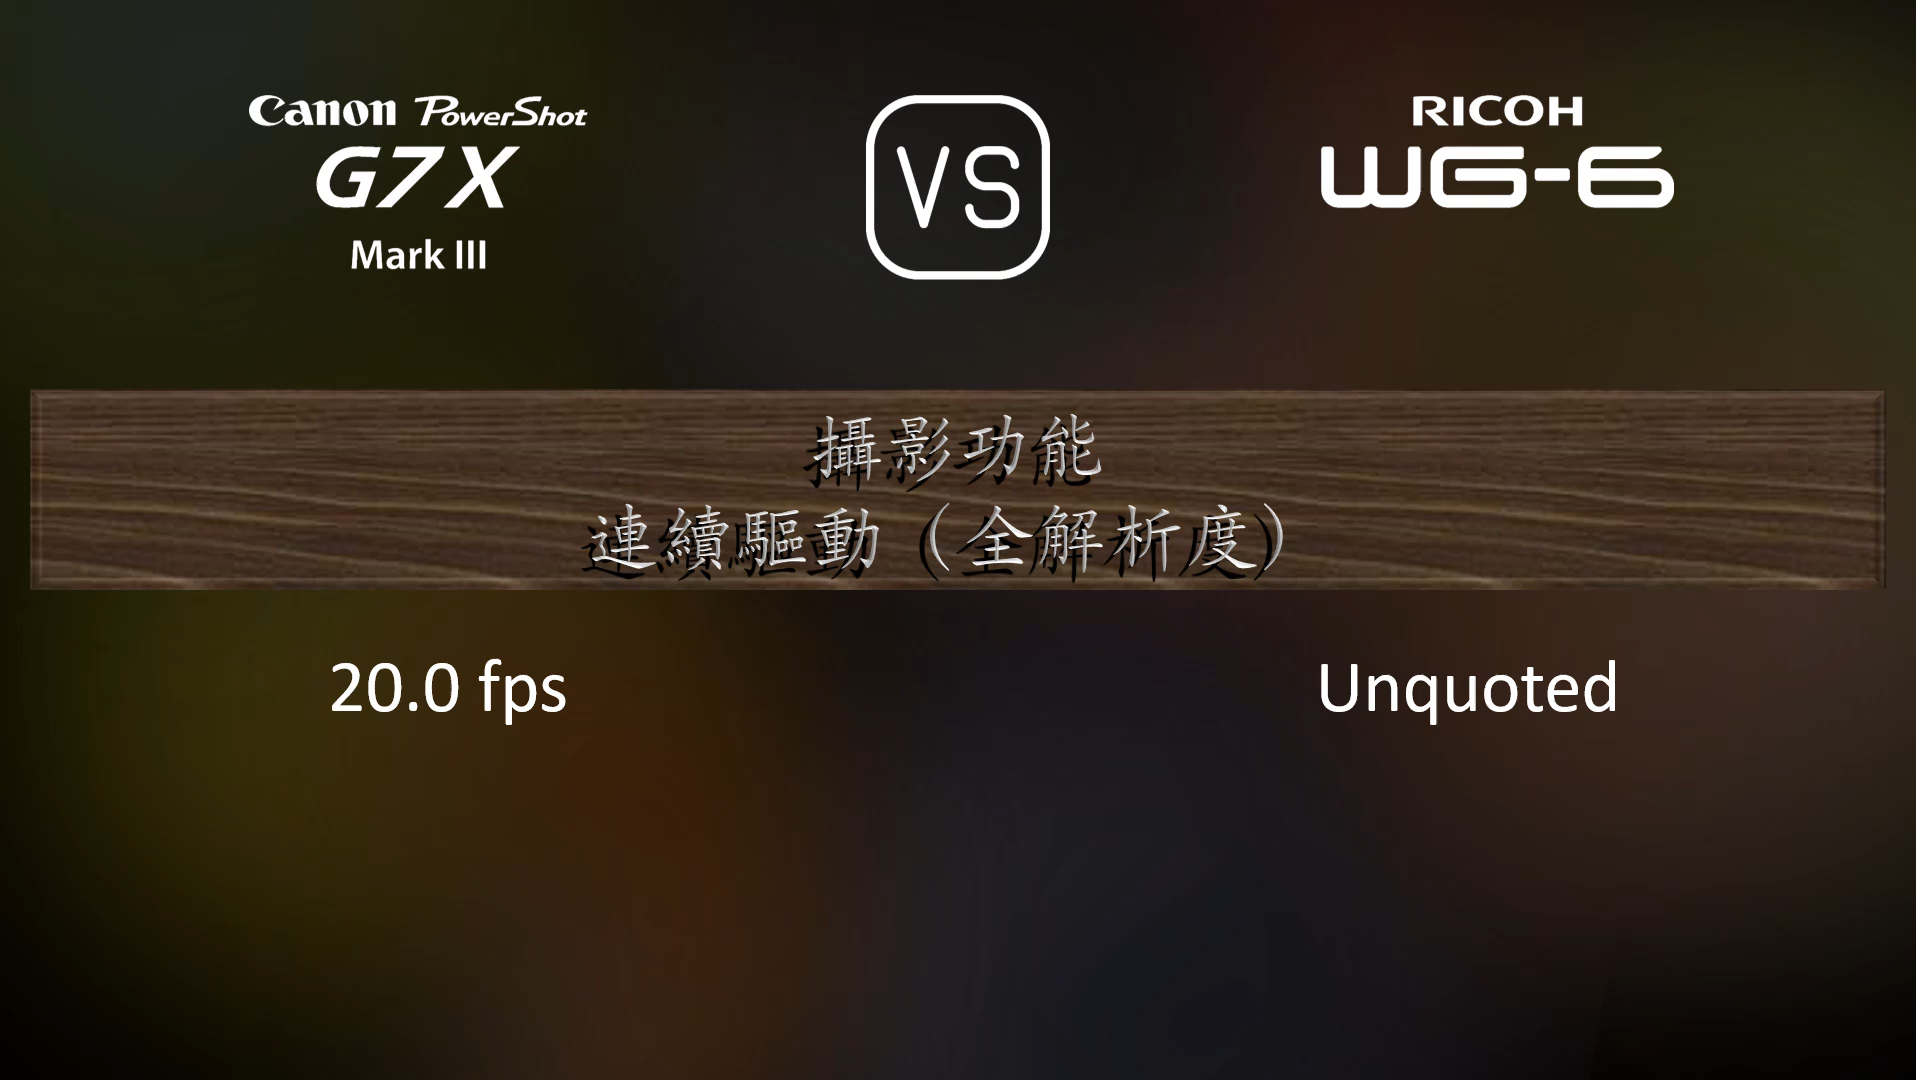 Canon PowerShot
G7 X
Mark III
VS
RICOH
WG-6
攝影功能
連續驅動（全解析度）
20.0 fps
Unquoted